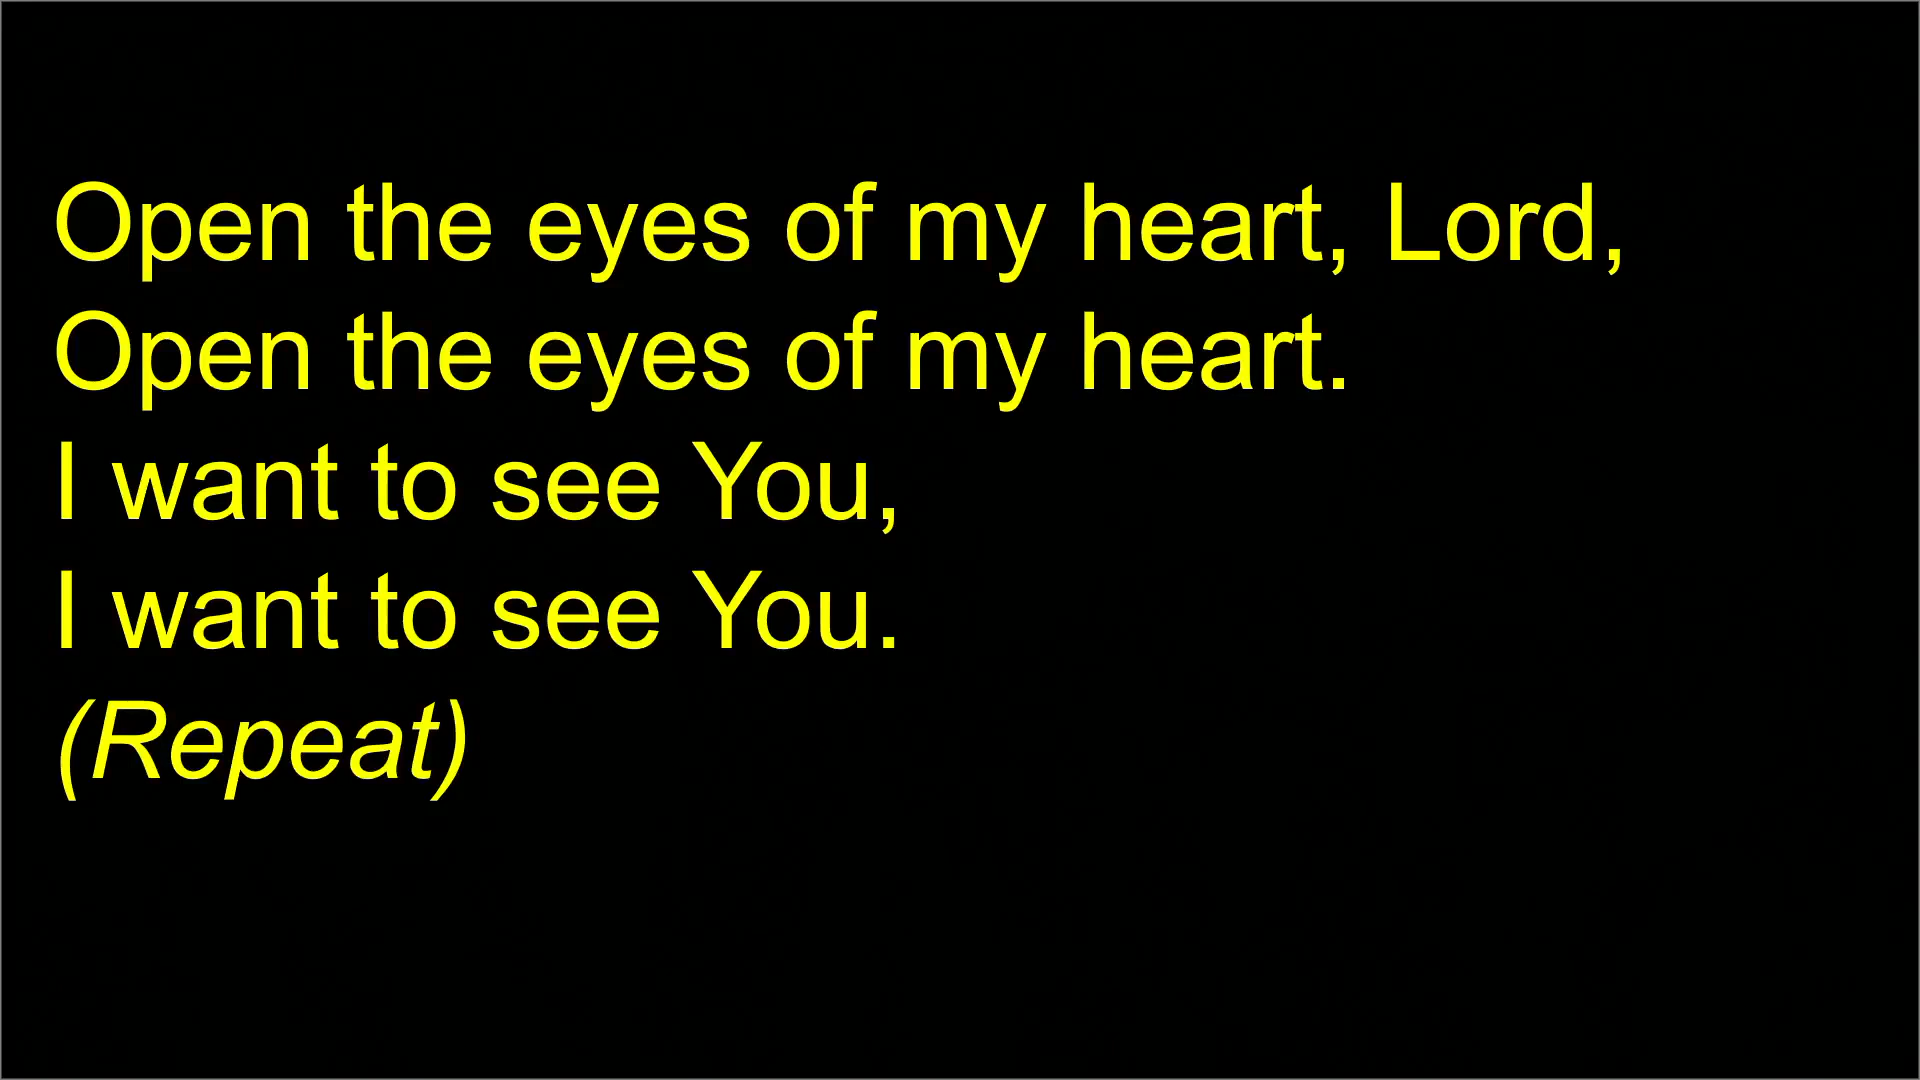 Open the eyes of my heart, Lord,
Open the eyes of my heart.
I want to see You,
I want to see You.
(Repeat)